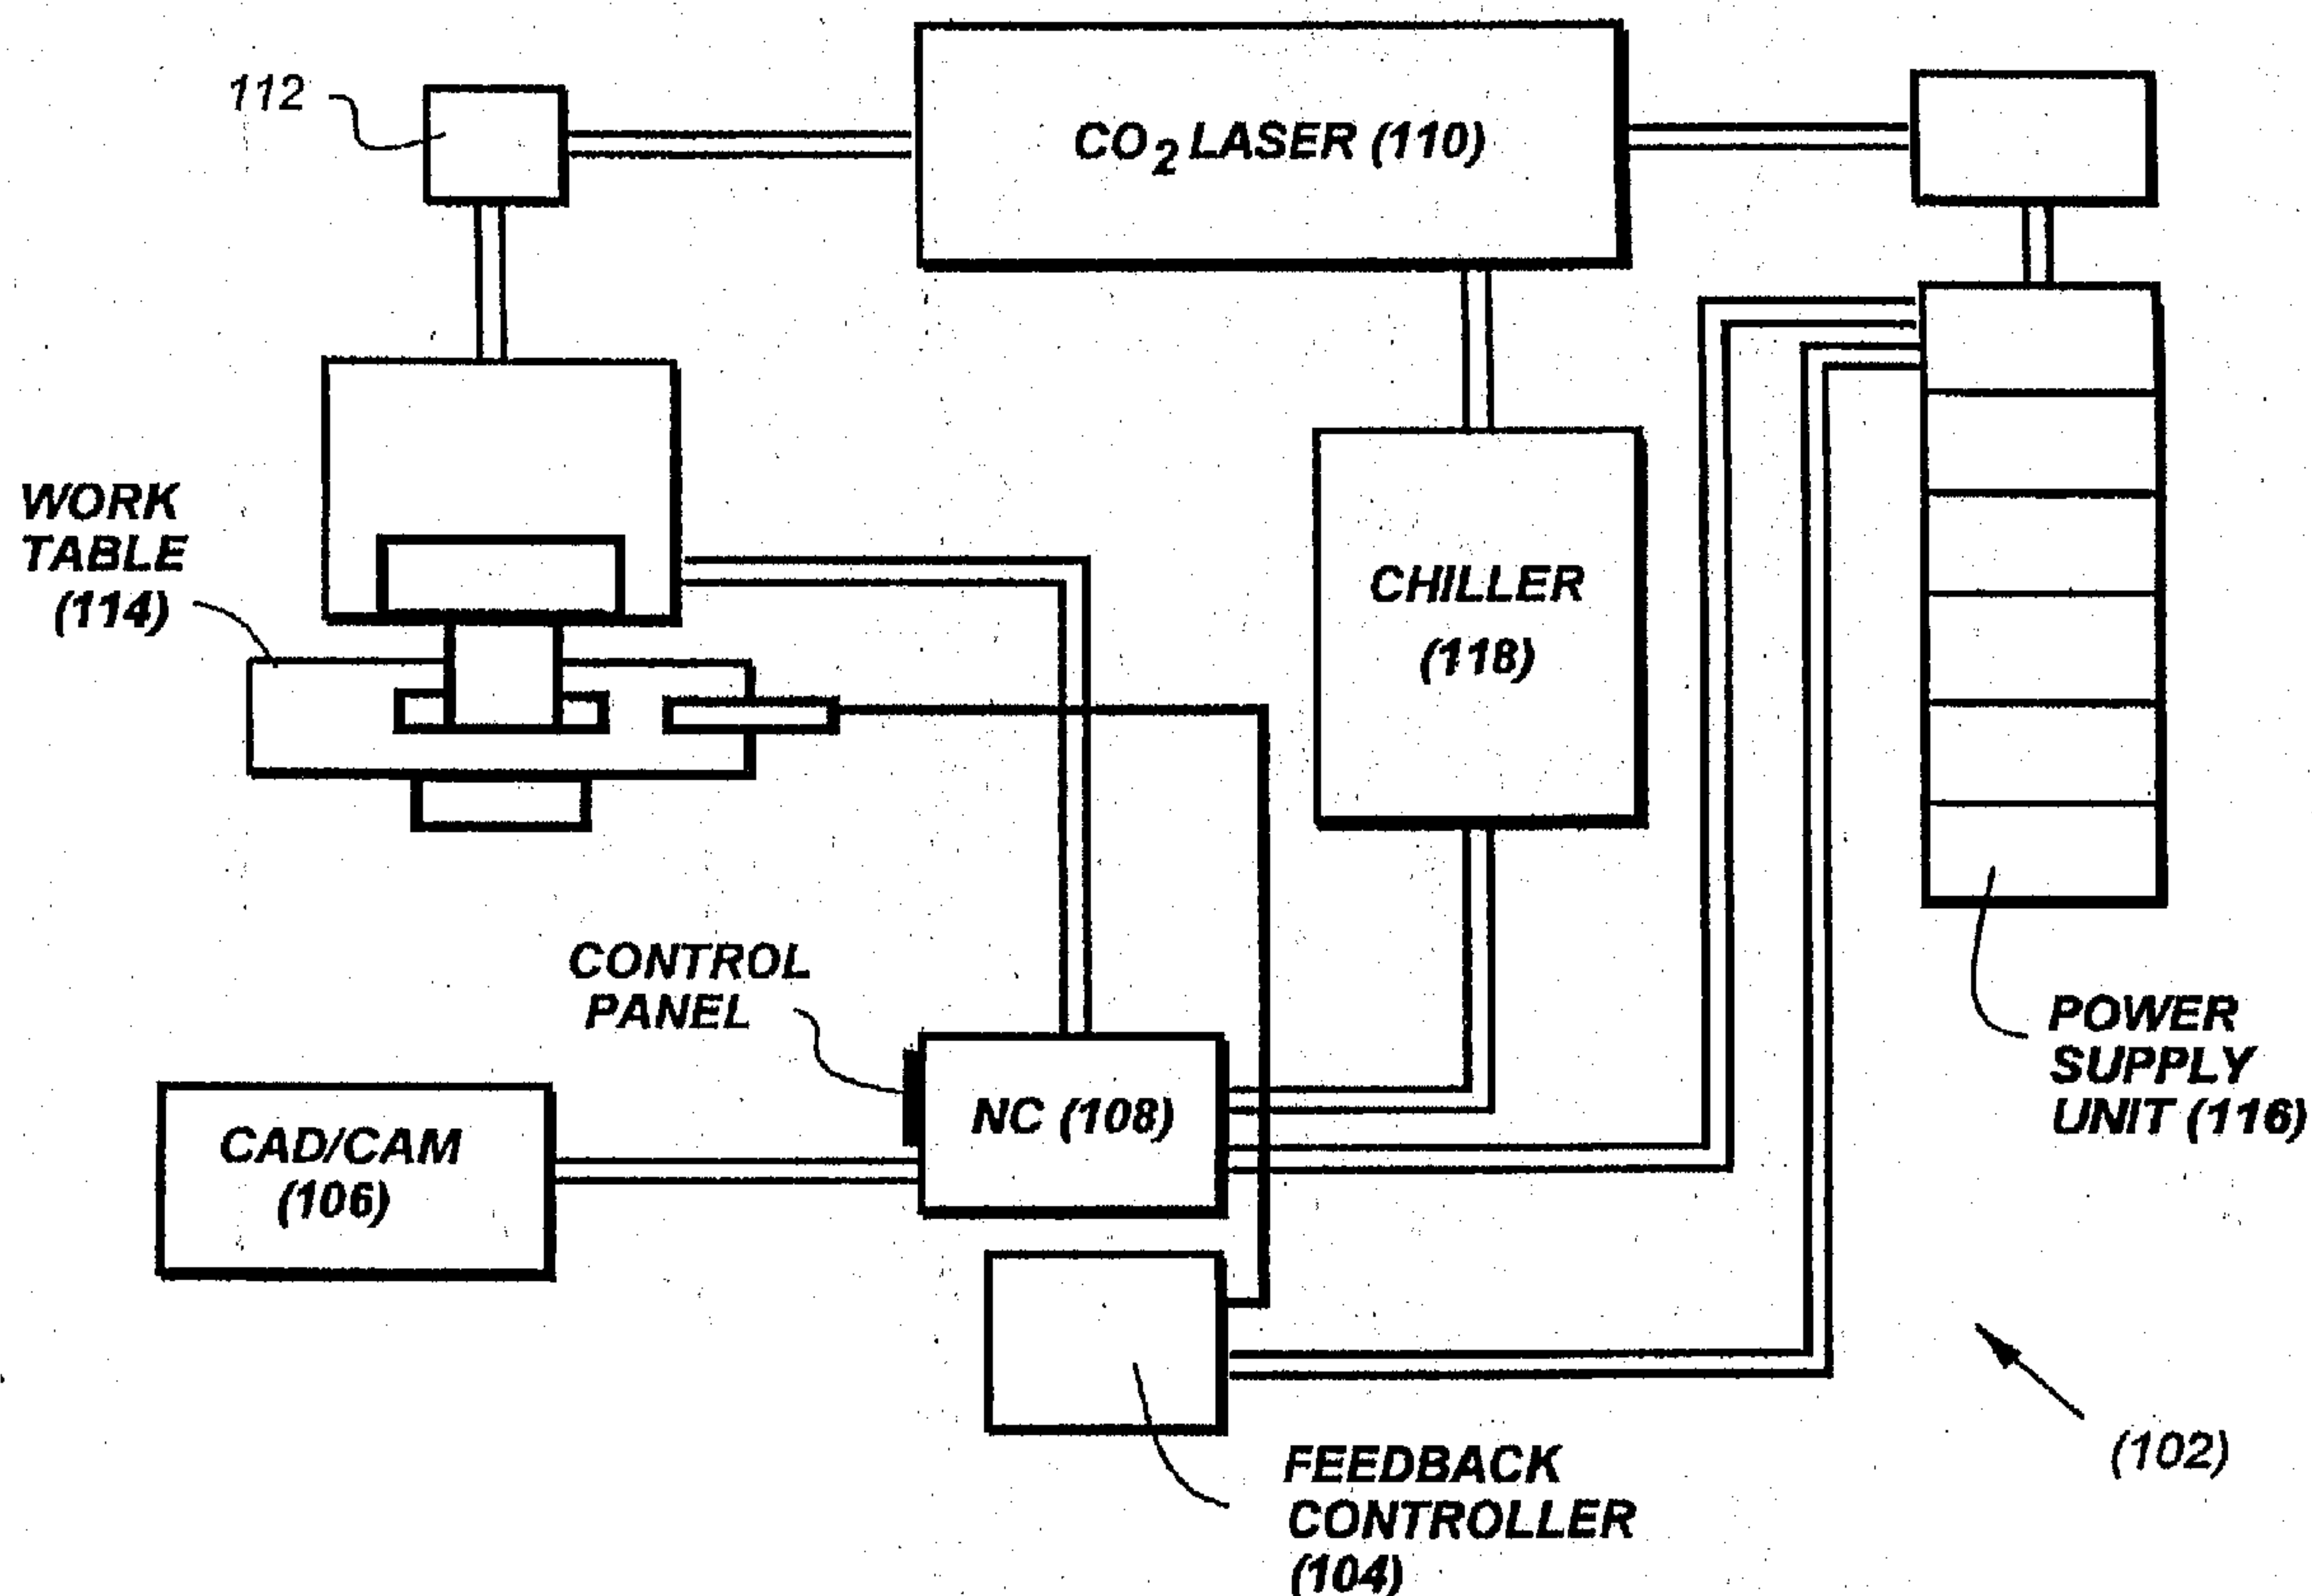 112
CO2 LASER (110)
WORK
TABLE
(114)
CHILLER
(118)
CONTROL
PANEL
NC (108)
CAD/CAM
(106)
POWER
SUPPLY
UNIT (116)
FEEDBACK
CONTROLLER
(104)
(102)